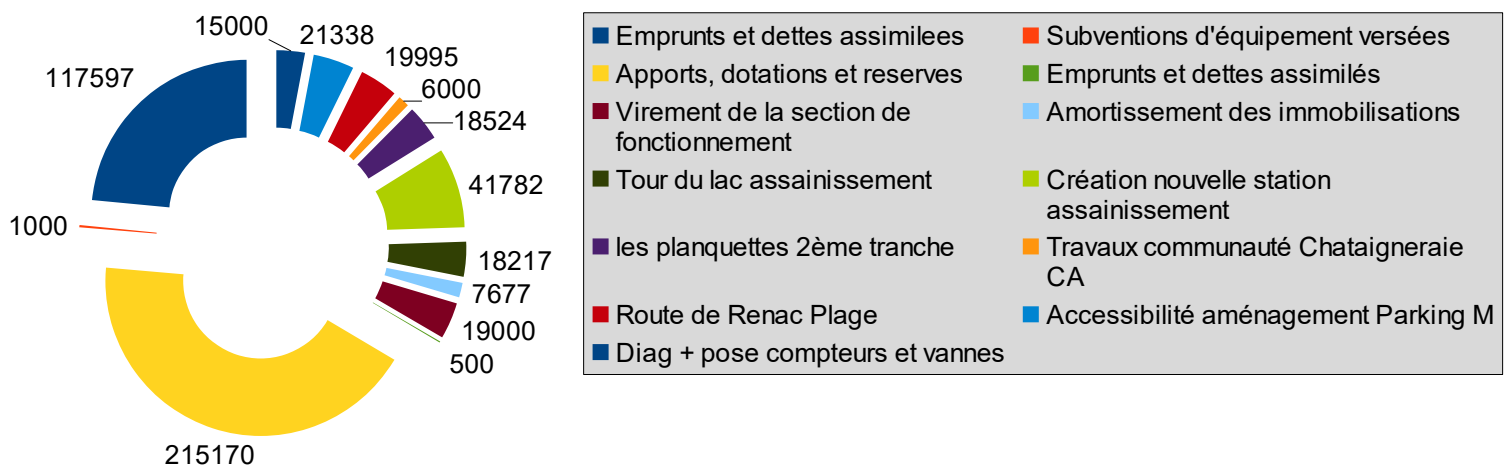 15000
21338
19995
6000
18524
41782
18217
7677
19000
500
215170
1000
117597
Emprunts et dettes assimilees
Subventions d'équipement versées
Apports, dotations et reserves
Emprunts et dettes assimilés
Virement de la section de
fonctionnement
Amortissement des immobilisations
Tour du lac assainissement
Création nouvelle station
assainissement
les planquettes 2ème tranche
Travaux communauté Chataigneraie
CA
Route de Renac Plage
Accessibilité aménagement Parking M
Diag + pose compteurs et vannes